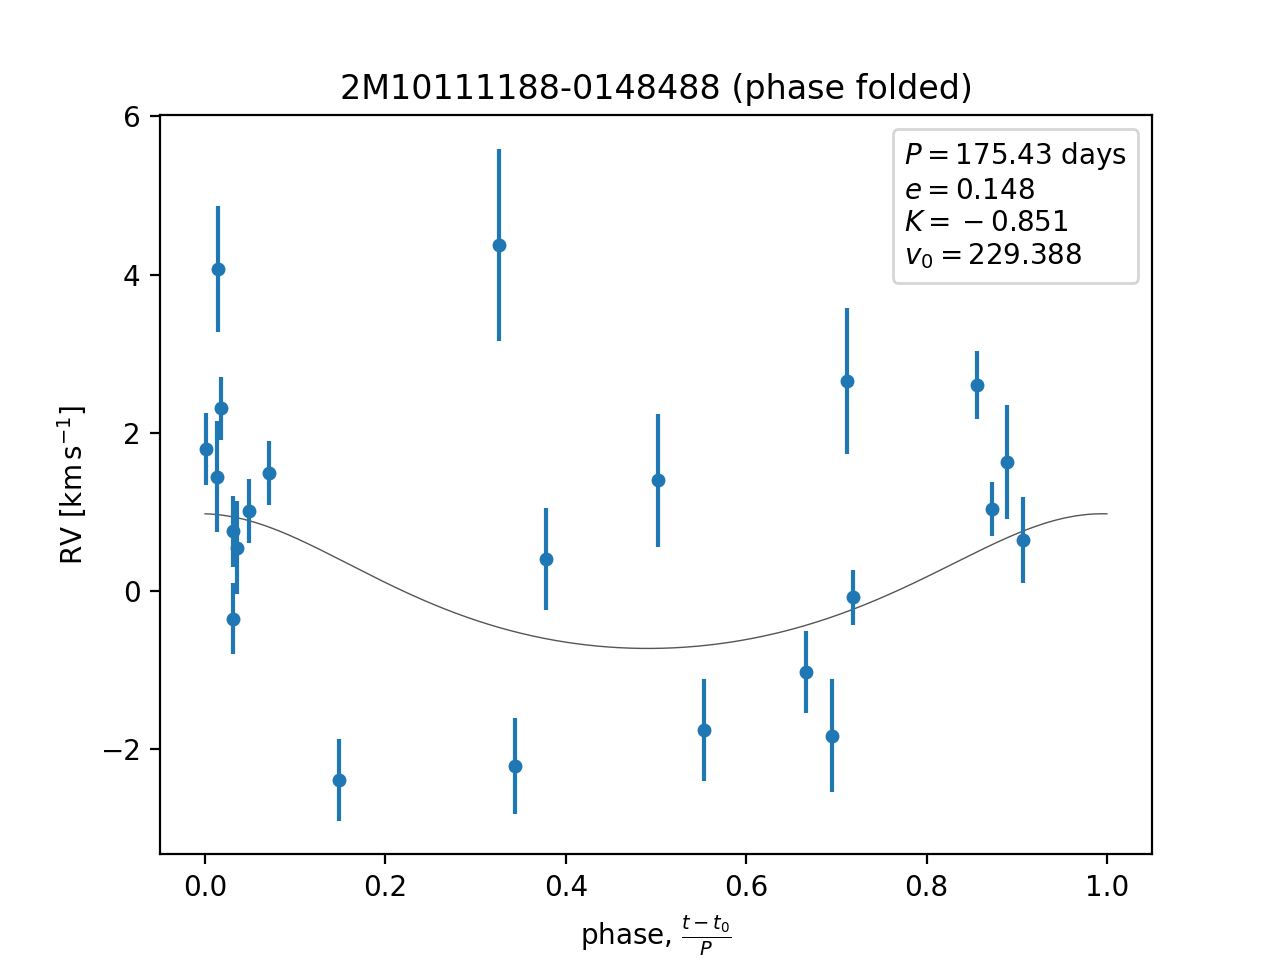 2M10111188-0148488 (phase folded)
P = 175.43 days
e = 0.148
K = −0.851
v₀ = 229.388
RV [km s⁻¹]
6
4
2
0
−2
0.0 0.2 0.4 0.6 0.8 1.0
phase, (t − t₀)/P